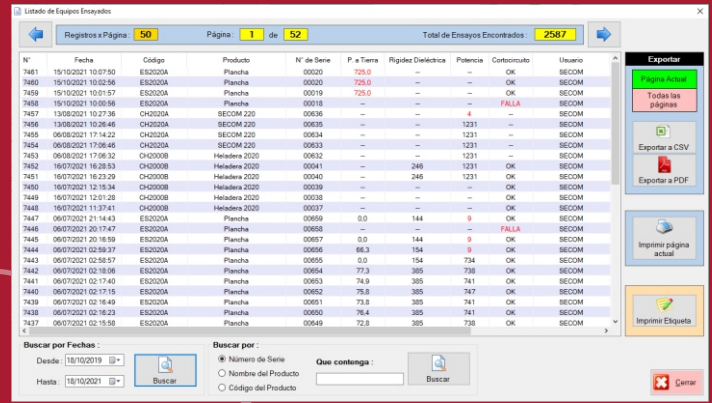 Listado de Equipos Ensayados
Registros x Página : 50 Página : 1 de 52 Total de Ensayos Encontrados : 2587
N° Fecha Código Producto N° de Serie P. a Tierra Rigidez Dieléctrica Potencia Cortocircuito Usuario
7461 15/10/2021 10:07:50 ES2020A Plancha 00020 725,0 -- -- OK SECOM
7460 15/10/2021 10:02:56 ES2020A Plancha 00020 725,0 -- -- OK SECOM
7459 15/10/2021 10:01:57 ES2020A Plancha 00019 725,0 -- -- OK SECOM
7458 15/10/2021 10:00:56 ES2020A Plancha 00018 -- -- -- FALLA SECOM
7457 13/08/2021 10:27:36 CH2020A SECOM 220 00636 -- -- 4 -- SECOM
7456 13/08/2021 10:26:46 CH2020A SECOM 220 00635 -- -- 1231 -- SECOM
7455 06/08/2021 17:14:22 CH2020A SECOM 220 00634 -- -- 1231 -- SECOM
7454 06/08/2021 17:06:46 CH2020A SECOM 220 00633 -- -- 1231 -- SECOM
7453 06/08/2021 17:06:32 CH2000B Heladera 2020 00632 -- -- 1231 -- SECOM
7452 16/07/2021 16:28:53 CH2000B Heladera 2020 00041 -- 246 1231 OK SECOM
7451 16/07/2021 16:23:29 CH2000B Heladera 2020 00040 -- 246 1231 OK SECOM
7450 16/07/2021 12:15:34 CH2000B Heladera 2020 00039 -- -- -- OK SECOM
7449 16/07/2021 12:01:28 CH2000B Heladera 2020 00038 -- -- -- OK SECOM
7448 16/07/2021 11:37:41 CH2000B Heladera 2020 00037 -- -- -- OK SECOM
7447 06/07/2021 21:14:43 ES2020A Plancha 00659 0,0 144 9 OK SECOM
7446 06/07/2021 20:17:47 ES2020A Plancha 00658 -- -- -- FALLA SECOM
7445 06/07/2021 20:16:59 ES2020A Plancha 00657 0,0 144 9 OK SECOM
7444 06/07/2021 02:59:37 ES2020A Plancha 00656 66,3 154 9 OK SECOM
7443 06/07/2021 02:58:57 ES2020A Plancha 00655 0,0 154 734 OK SECOM
7442 06/07/2021 02:18:06 ES2020A Plancha 00654 77,3 385 738 OK SECOM
7441 06/07/2021 02:17:40 ES2020A Plancha 00653 74,9 385 741 OK SECOM
7440 06/07/2021 02:17:15 ES2020A Plancha 00652 75,8 385 747 OK SECOM
7439 06/07/2021 02:16:49 ES2020A Plancha 00651 73,8 385 741 OK SECOM
7438 06/07/2021 02:16:23 ES2020A Plancha 00650 76,4 385 741 OK SECOM
7437 06/07/2021 02:15:58 ES2020A Plancha 00649 72,8 385 738 OK SECOM
Exportar
Página Actual
Todas las
páginas
Exportar a CSV
Exportar a PDF
Imprimir página
actual
Imprimir Etiqueta
Buscar por Fechas :
Desde : 18/10/2019
Hasta : 18/10/2021
Buscar
Buscar por :
Número de Serie
Nombre del Producto
Código del Producto
Que contenga :
Buscar
Cerrar